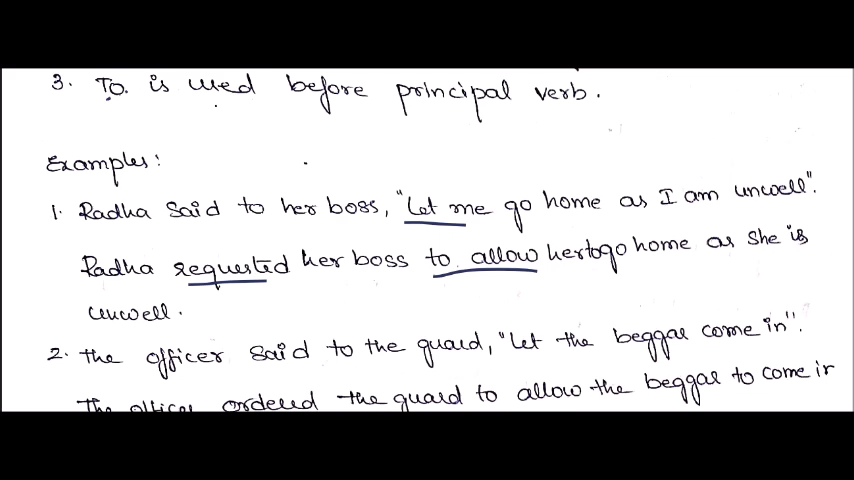 3. To is used before principal verb.
Examples:
1. Radha said to her boss, "Let me go home as I am unwell".
Radha requested her boss to allow her to go home as she is
unwell.
2. The officer said to the guard, "Let the beggar come in".
The officer ordered the guard to allow the beggar to come in